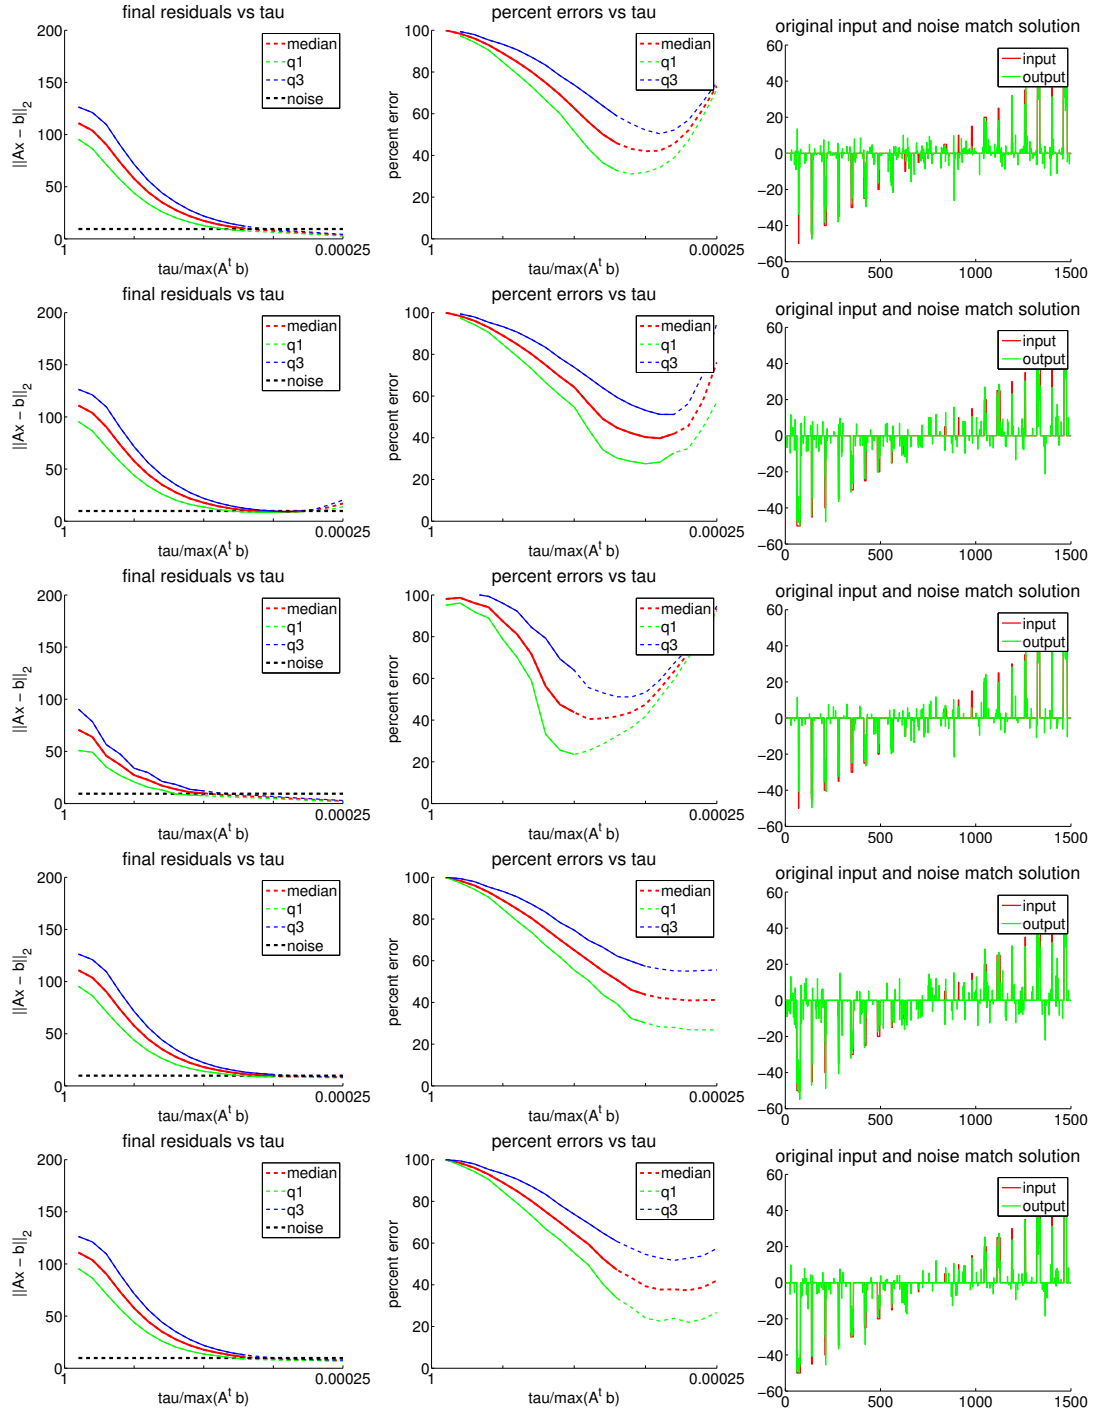 final residuals vs tau
200
150
100
50
0
||Ax − b||2
median
q1
q3
noise
1
0.00025
tau/max(A^t b)
percent errors vs tau
100
80
60
40
20
0
percent error
median
q1
q3
1
0.00025
tau/max(A^t b)
original input and noise match solution
60
40
20
0
−20
−40
−60
input
output
0
500
1000
1500
final residuals vs tau
200
150
100
50
0
||Ax − b||2
median
q1
q3
noise
1
0.00025
tau/max(A^t b)
percent errors vs tau
100
80
60
40
20
0
percent error
median
q1
q3
1
0.00025
tau/max(A^t b)
original input and noise match solution
60
40
20
0
−20
−40
−60
input
output
0
500
1000
1500
final residuals vs tau
200
150
100
50
0
||Ax − b||2
median
q1
q3
noise
1
0.00025
tau/max(A^t b)
percent errors vs tau
100
80
60
40
20
0
percent error
median
q1
q3
1
0.00025
tau/max(A^t b)
original input and noise match solution
60
40
20
0
−20
−40
−60
input
output
0
500
1000
1500
final residuals vs tau
200
150
100
50
0
||Ax − b||2
median
q1
q3
noise
1
0.00025
tau/max(A^t b)
percent errors vs tau
100
80
60
40
20
0
percent error
median
q1
q3
1
0.00025
tau/max(A^t b)
original input and noise match solution
60
40
20
0
−20
−40
−60
input
output
0
500
1000
1500
final residuals vs tau
200
150
100
50
0
||Ax − b||2
median
q1
q3
noise
1
0.00025
tau/max(A^t b)
percent errors vs tau
100
80
60
40
20
0
percent error
median
q1
q3
1
0.00025
tau/max(A^t b)
original input and noise match solution
60
40
20
0
−20
−40
−60
input
output
0
500
1000
1500